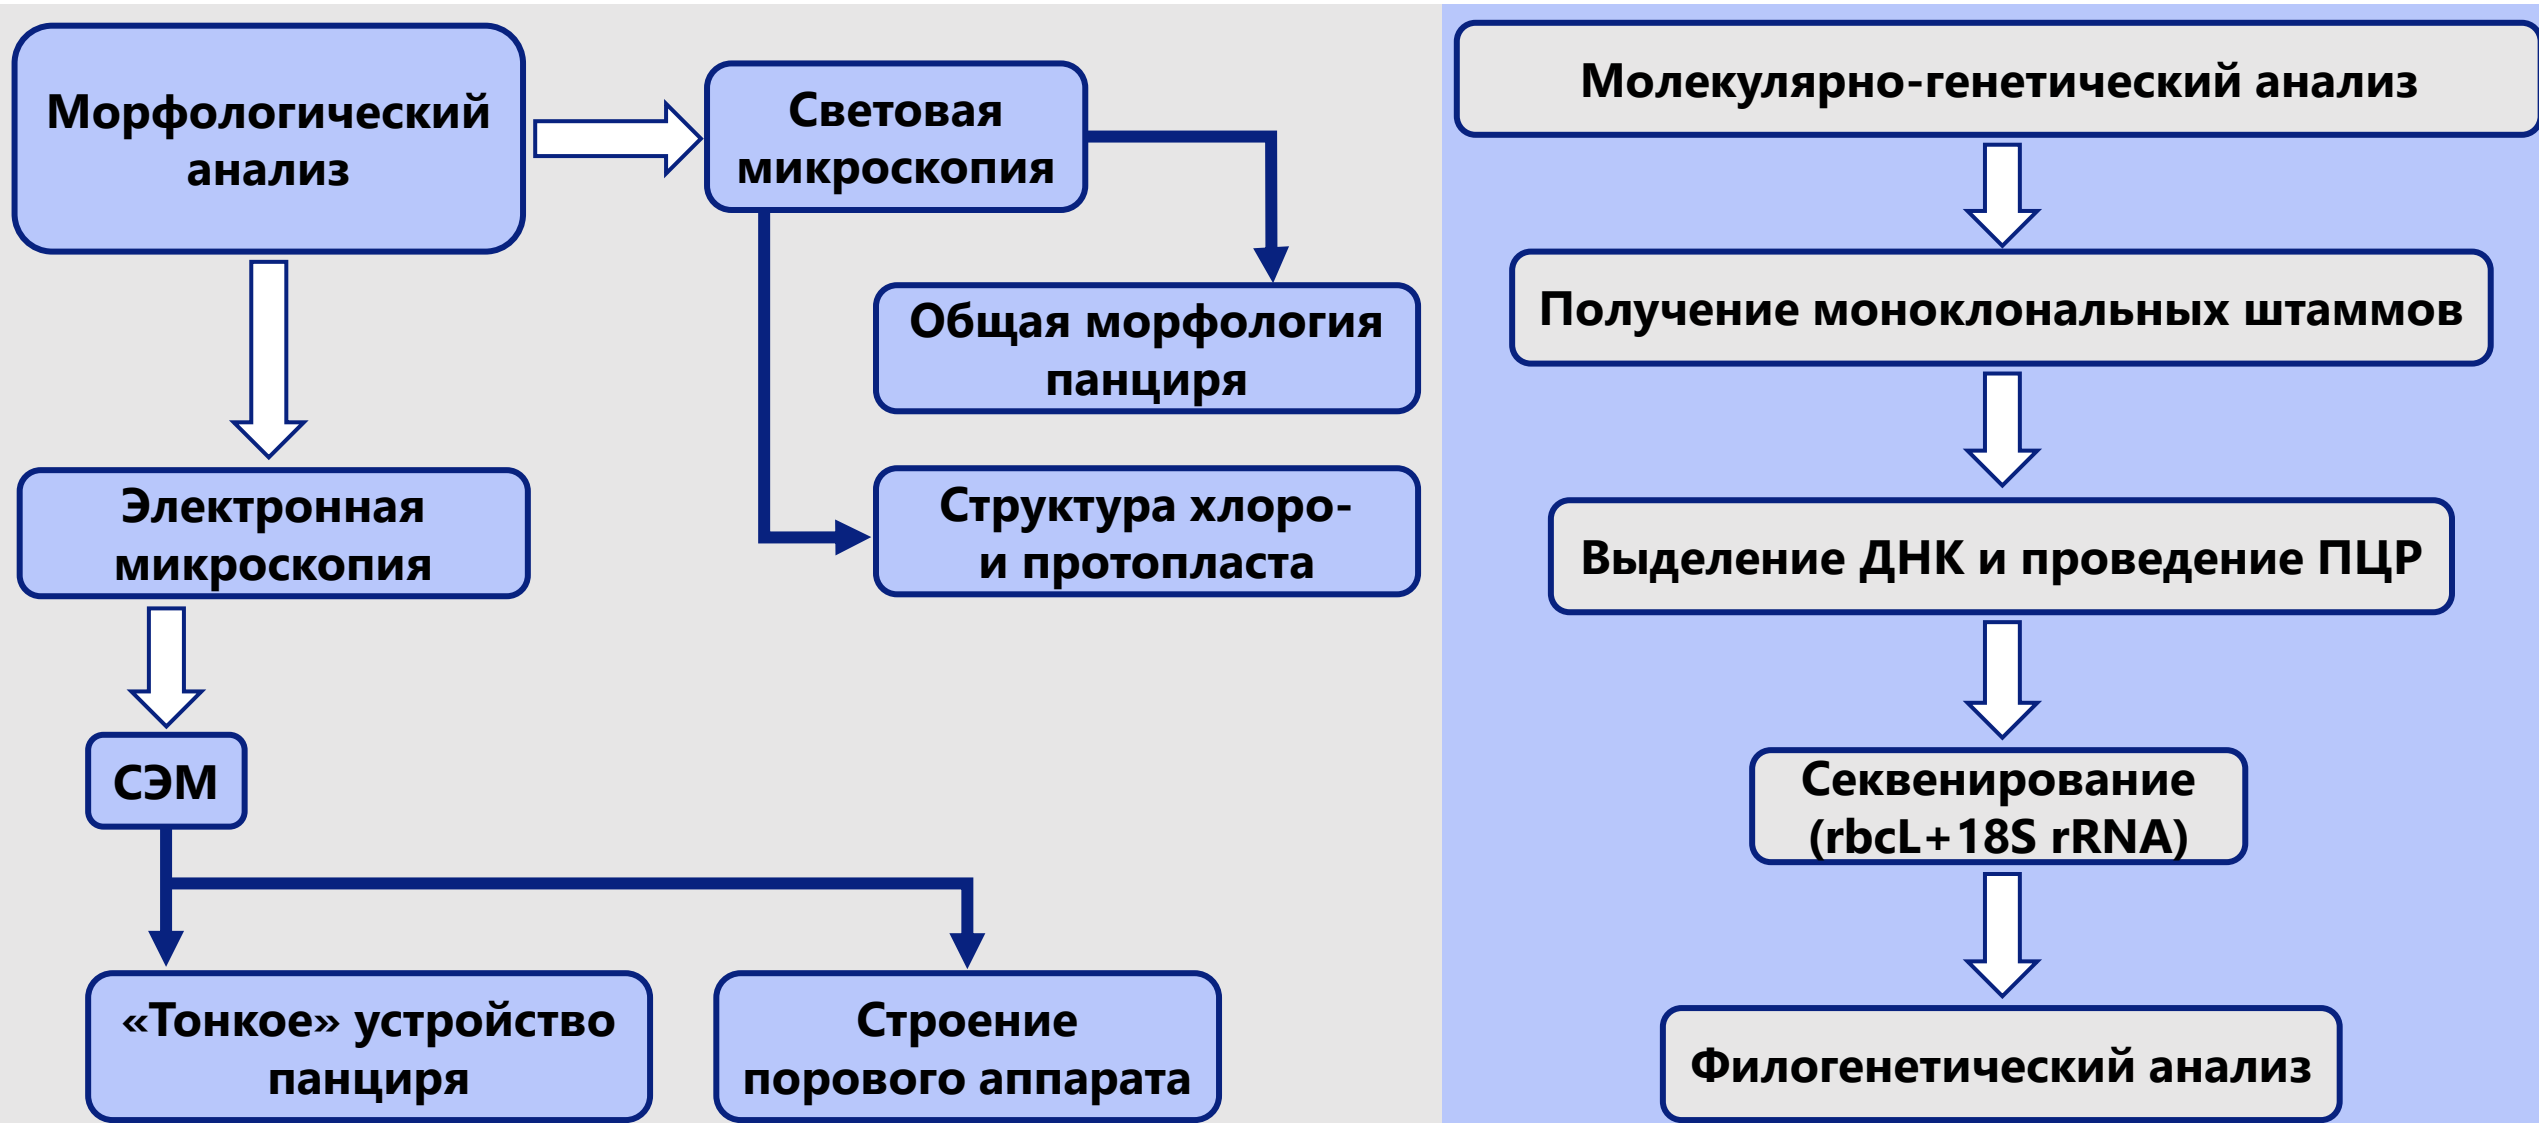 Морфологический
анализ
Световая
микроскопия
Общая морфология
панциря
Структура хлоро-
и протопласта
Электронная
микроскопия
СЭМ
«Тонкое» устройство
панциря
Строение
порового аппарата
Молекулярно-генетический анализ
Получение моноклональных штаммов
Выделение ДНК и проведение ПЦР
Секвенирование
(rbcL+18S rRNA)
Филогенетический анализ